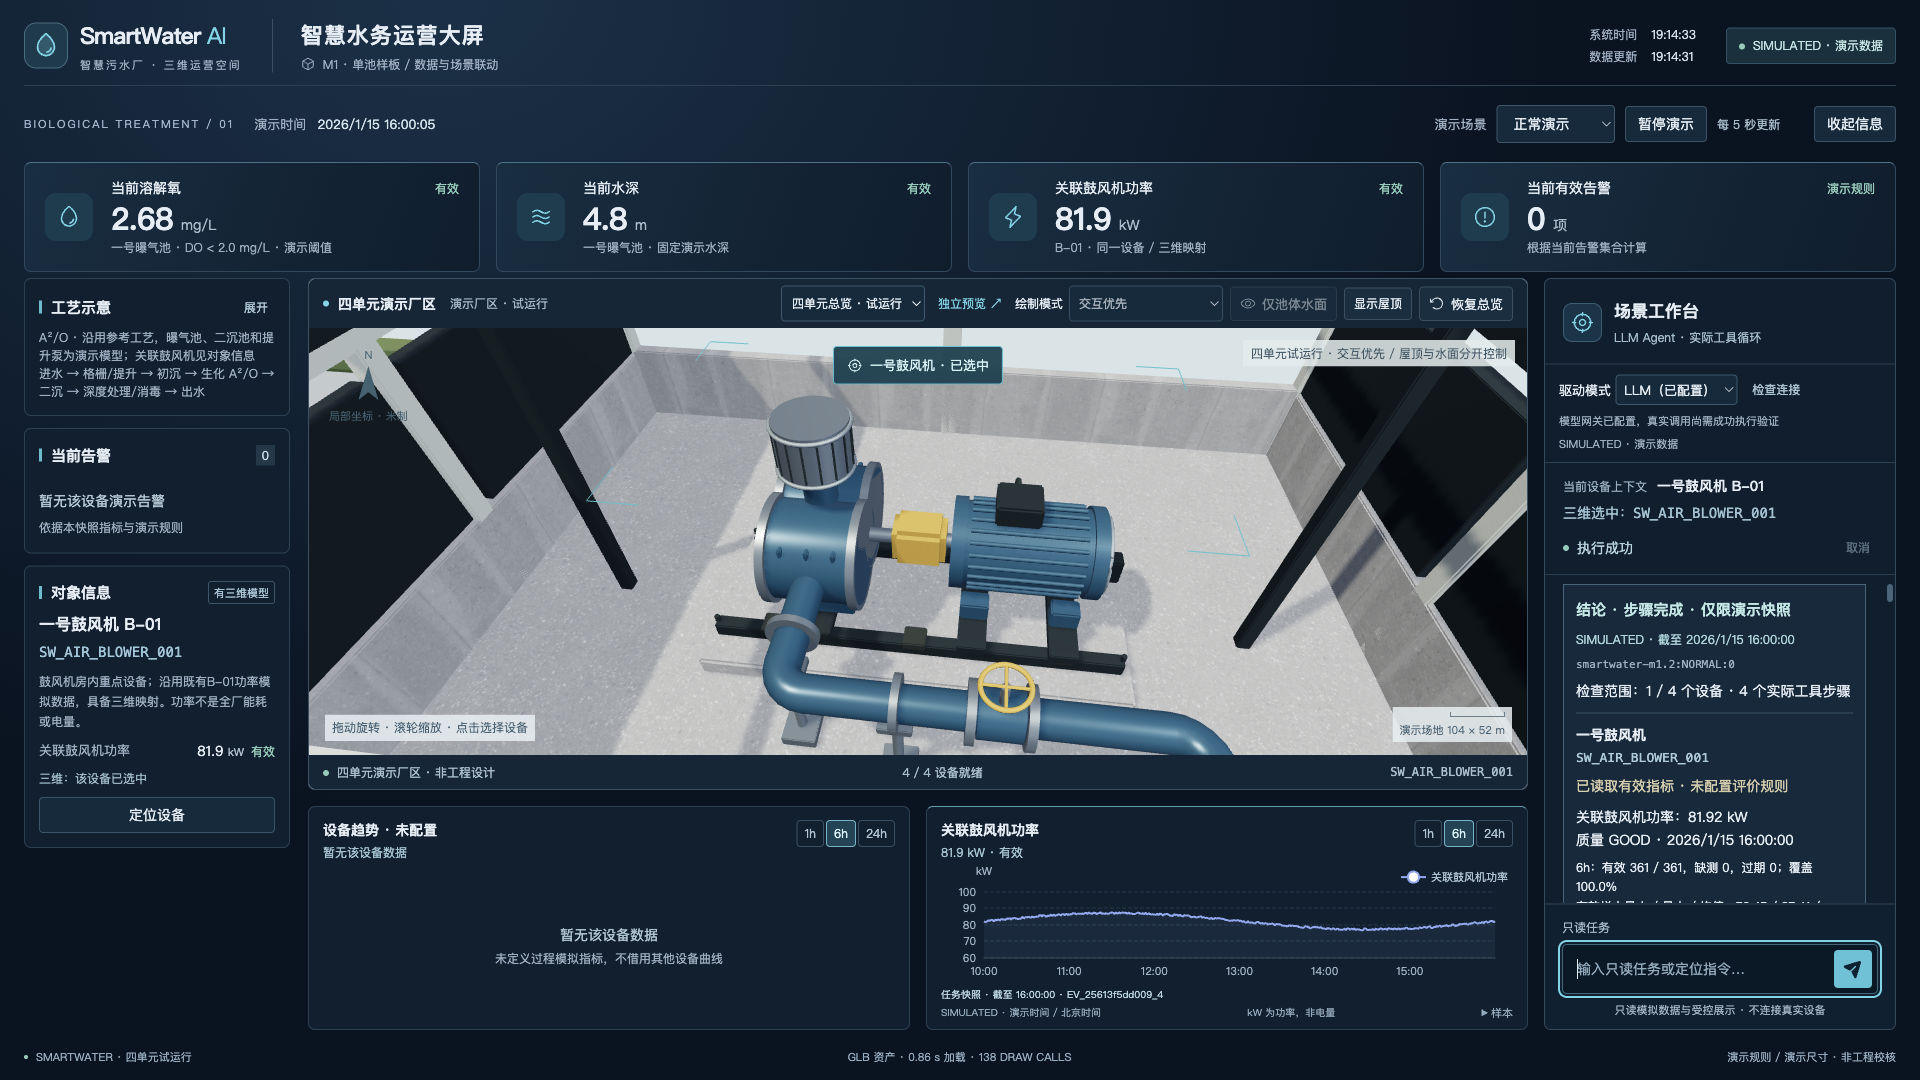 SmartWater AI
智慧污水厂 · 三维运营空间
智慧水务运营大屏
M1 · 单池样板 / 数据与场景联动
系统时间 19:14:33
数据更新 19:14:31
SIMULATED · 演示数据
BIOLOGICAL TREATMENT / 01
演示时间 2026/1/15 16:00:05
演示场景
正常演示
暂停演示
每 5 秒更新
收起信息
当前溶解氧
有效
2.68 mg/L
一号曝气池 · DO < 2.0 mg/L · 演示阈值
当前水深
有效
4.8 m
一号曝气池 · 固定演示水深
关联鼓风机功率
有效
81.9 kW
B-01 · 同一设备 / 三维映射
当前有效告警
演示规则
0 项
根据当前告警集合计算
工艺示意
展开
A²/O · 沿用参考工艺，曝气池、二沉池和提
升泵为演示模型；关联鼓风机见对象信息
进水 → 格栅/提升 → 初沉 → 生化 A²/O →
二沉 → 深度处理/消毒 → 出水
当前告警
0
暂无该设备演示告警
依据本快照指标与演示规则
对象信息
有三维模型
一号鼓风机 B-01
SW_AIR_BLOWER_001
鼓风机房内重点设备；沿用既有B-01功率模
拟数据，具备三维映射。功率不是全厂能耗
或电量。
关联鼓风机功率
81.9 kW 有效
三维：该设备已选中
定位设备
四单元演示厂区
演示厂区 · 试运行
四单元总览 · 试运行
独立预览 ↗
绘制模式
交互优先
仅池体水面
显示屋顶
恢复总览
N
局部坐标 · 米制
一号鼓风机 · 已选中
四单元试运行 · 交互优先 / 屋顶与水面分开控制
拖动旋转 · 滚轮缩放 · 点击选择设备
演示场地 104 × 52 m
四单元演示厂区 · 非工程设计
4 / 4 设备就绪
SW_AIR_BLOWER_001
设备趋势 · 未配置
1h
6h
24h
暂无该设备数据
暂无该设备数据
未定义过程模拟指标，不借用其他设备曲线
关联鼓风机功率
1h
6h
24h
81.9 kW · 有效
kW
关联鼓风机功率
100
90
80
70
60
10:00
11:00
12:00
13:00
14:00
15:00
任务快照 · 截至 16:00:00 · EV_25613f5dd009_4
SIMULATED · 演示时间 / 北京时间
kW 为功率，非电量
▶ 样本
场景工作台
LLM Agent · 实际工具循环
驱动模式
LLM（已配置）
检查连接
模型网关已配置，真实调用尚需成功执行验证
SIMULATED · 演示数据
当前设备上下文 一号鼓风机 B-01
三维选中：SW_AIR_BLOWER_001
执行成功
取消
结论 · 步骤完成 · 仅限演示快照
SIMULATED · 截至 2026/1/15 16:00:00
smartwater-m1.2:NORMAL:0
检查范围：1 / 4 个设备 · 4 个实际工具步骤
一号鼓风机
SW_AIR_BLOWER_001
已读取有效指标 · 未配置评价规则
关联鼓风机功率：81.92 kW
质量 GOOD · 2026/1/15 16:00:00
6h：有效 361 / 361，缺测 0，过期 0；覆盖
100.0%
只读任务
输入只读任务或定位指令…
只读模拟数据与受控展示 · 不连接真实设备
SMARTWATER · 四单元试运行
GLB 资产 · 0.86 s 加载 · 138 DRAW CALLS
演示规则 / 演示尺寸 · 非工程校核